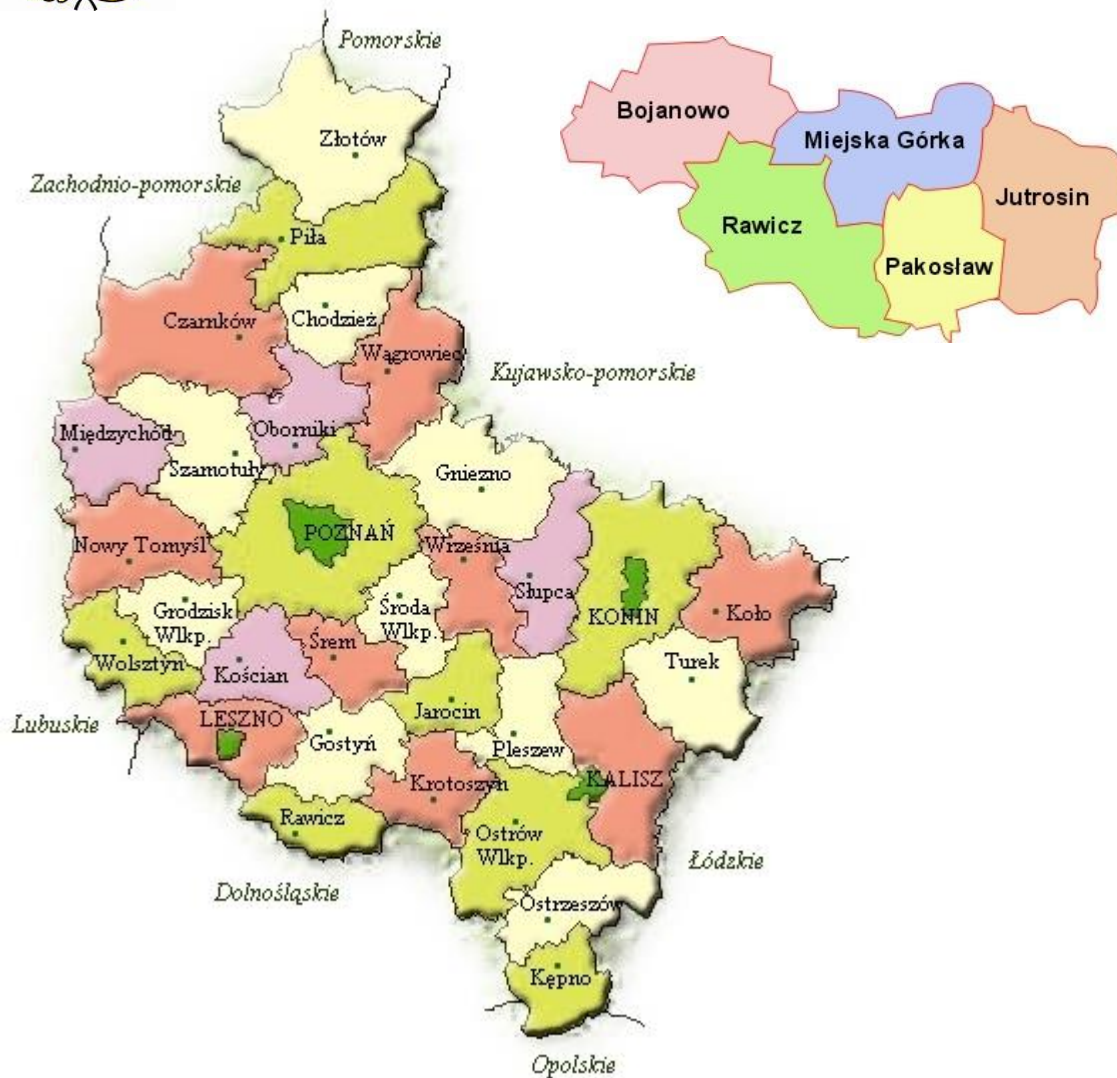 Pomorskie
Złotów
Zachodnio-pomorskie
Piła
Czarnków
Chodzież
Wągrowiec
Kujawsko-pomorskie
Międzychód
Szamotuły
Oborniki
Gniezno
Nowy Tomyśl
POZNAŃ
Września
Słupca
KONIN
Koło
Grodzisk
Wlkp.
Środa
Wlkp.
Wolsztyn
Kościan
Śrem
Turek
Lubuskie
LESZNO
Gostyń
Jarocin
Pleszew
KALISZ
Rawicz
Krotoszyn
Ostrów
Wlkp.
Łódzkie
Dolnośląskie
Ostrzeszów
Kępno
Opolskie
Bojanowo
Miejska Górka
Jutrosin
Rawicz
Pakosław